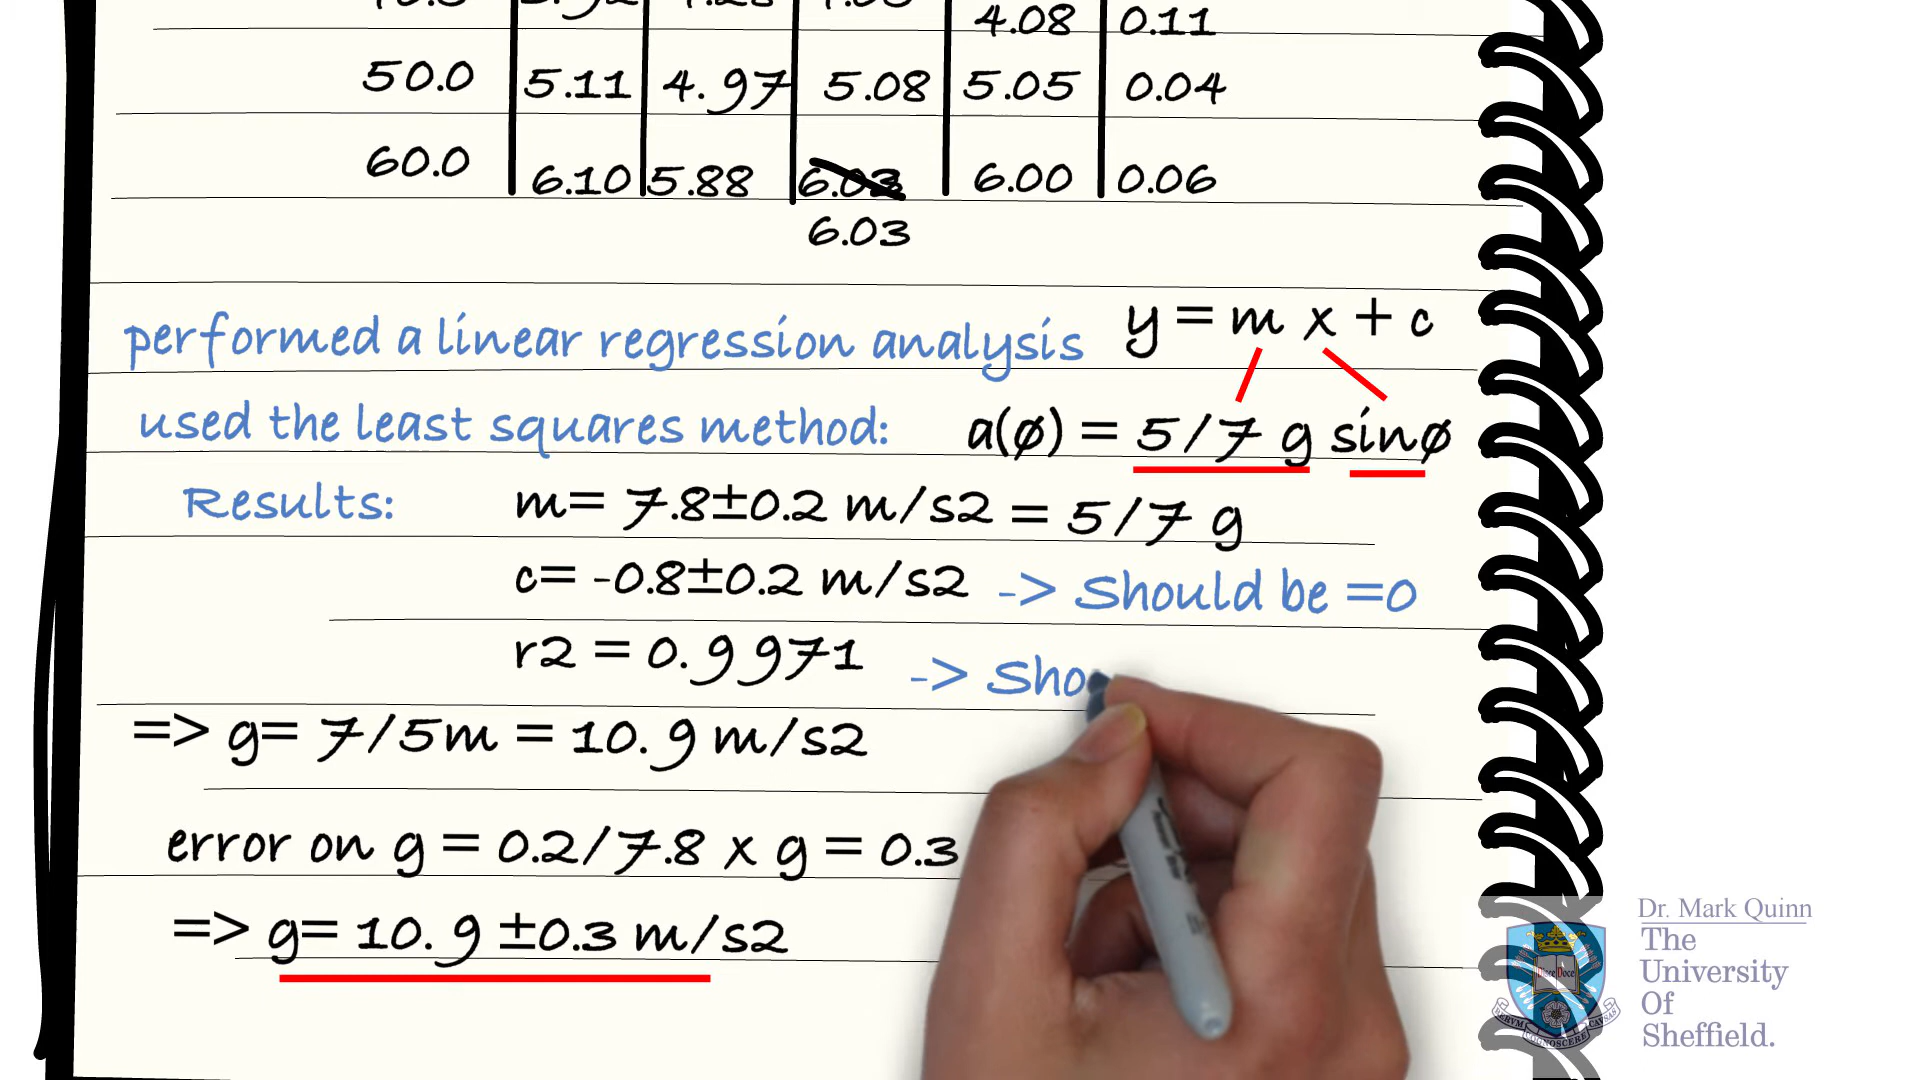 4.08 0.11
50.0 5.11 4.97 5.08 5.05 0.04
60.0 6.10 5.88 6.03 6.00 0.06
6.03
performed a linear regression analysis y = m x + c
used the least squares method: a(ø) = 5/7 g sinø
Results: m= 7.8±0.2 m/s2 = 5/7 g
c= -0.8±0.2 m/s2 -> Should be =0
r2 = 0.9971 -> Sho
=> g= 7/5m = 10.9 m/s2
error on g = 0.2/7.8 x g = 0.3
=> g= 10.9 ±0.3 m/s2
Dr. Mark Quinn
The
University
Of
Sheffield.